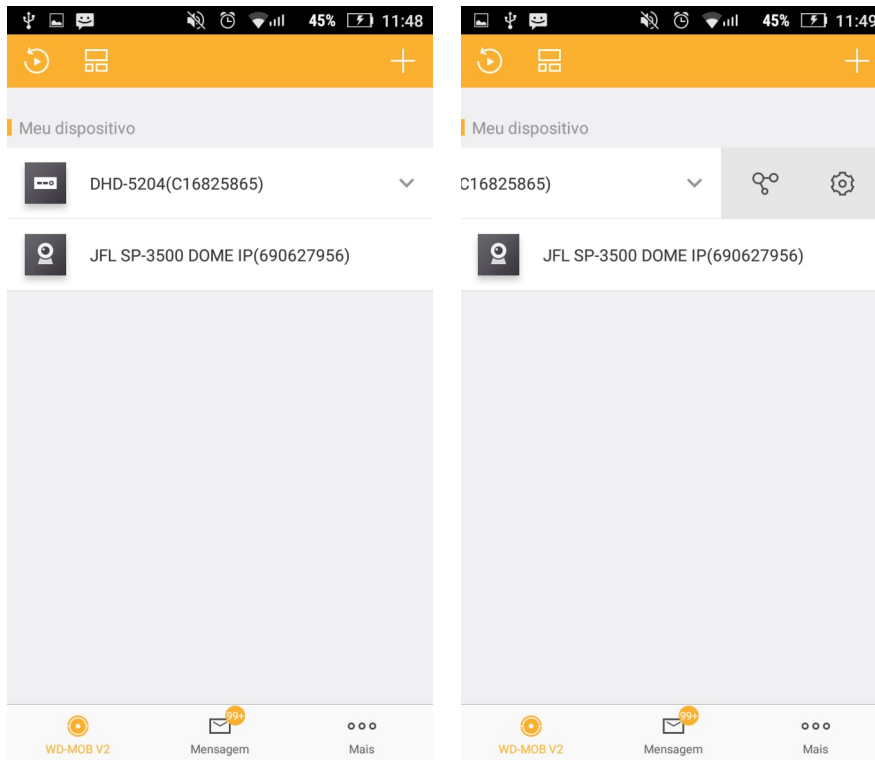 45% 11:48
Meu dispositivo
DHD-5204(C16825865)
JFL SP-3500 DOME IP(690627956)
99+
WD-MOB V2 Mensagem Mais
45% 11:49
Meu dispositivo
C16825865)
JFL SP-3500 DOME IP(690627956)
99+
WD-MOB V2 Mensagem Mais